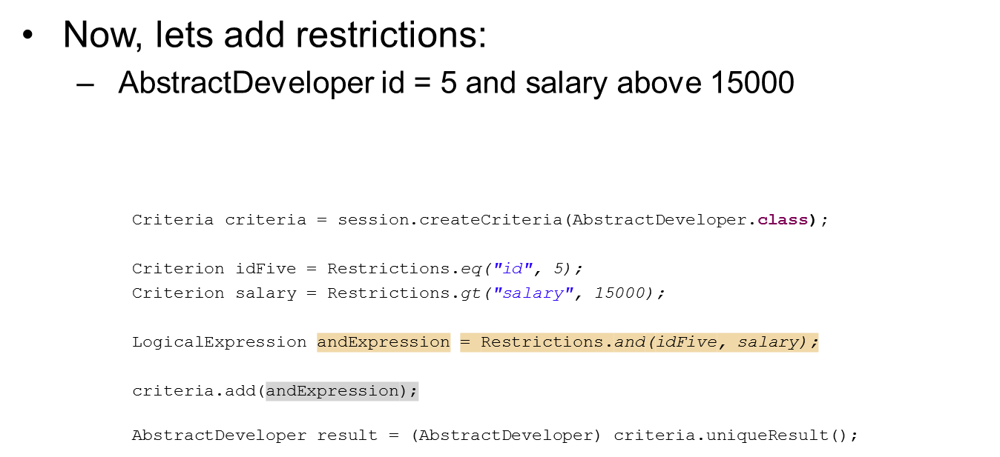 • Now, lets add restrictions:
– AbstractDeveloper id = 5 and salary above 15000
Criteria criteria = session.createCriteria(AbstractDeveloper.class);
Criterion idFive = Restrictions.eq("id", 5);
Criterion salary = Restrictions.gt("salary", 15000);
LogicalExpression andExpression = Restrictions.and(idFive, salary);
criteria.add(andExpression);
AbstractDeveloper result = (AbstractDeveloper) criteria.uniqueResult();